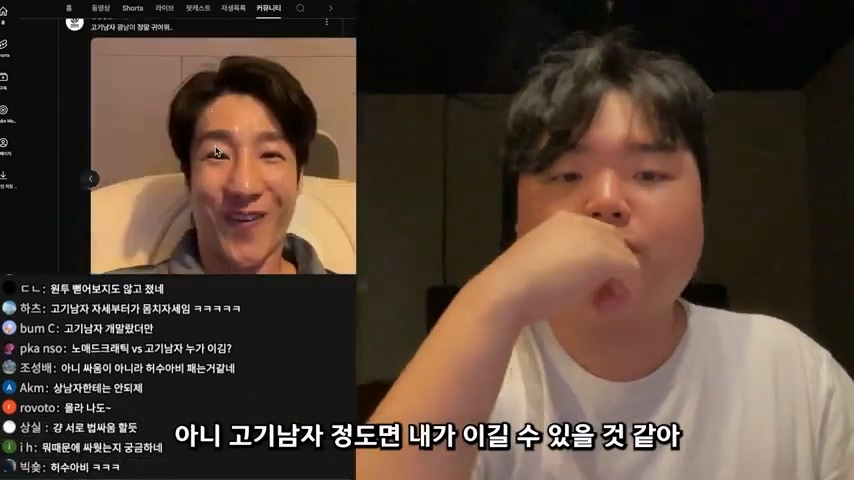 홈 동영상 Shorts 라이브 팟캐스트 재생목록 커뮤니티
고기남자 광남이 정말 귀여워..
ㄷㄴ: 원투 뻗어보지도 않고 졌네
하츠: 고기남자 자세부터가 몸치자세임 ㅋㅋㅋㅋㅋ
bum C: 고기남자 개말랐더만
pka nso: 노매드크래틱 vs 고기남자 누가 이김?
조성배: 아니 싸움이 아니라 허수아비 패는거같네
Akm: 상남자한테는 안되제
rovoto: 몰라 나도~
상실: 걍 서로 법싸움 할듯
i h: 뭐때문에 싸웠는지 궁금하네
빅숮: 허수아비 ㅋㅋㅋ
아니 고기남자 정도면 내가 이길 수 있을 것 같아